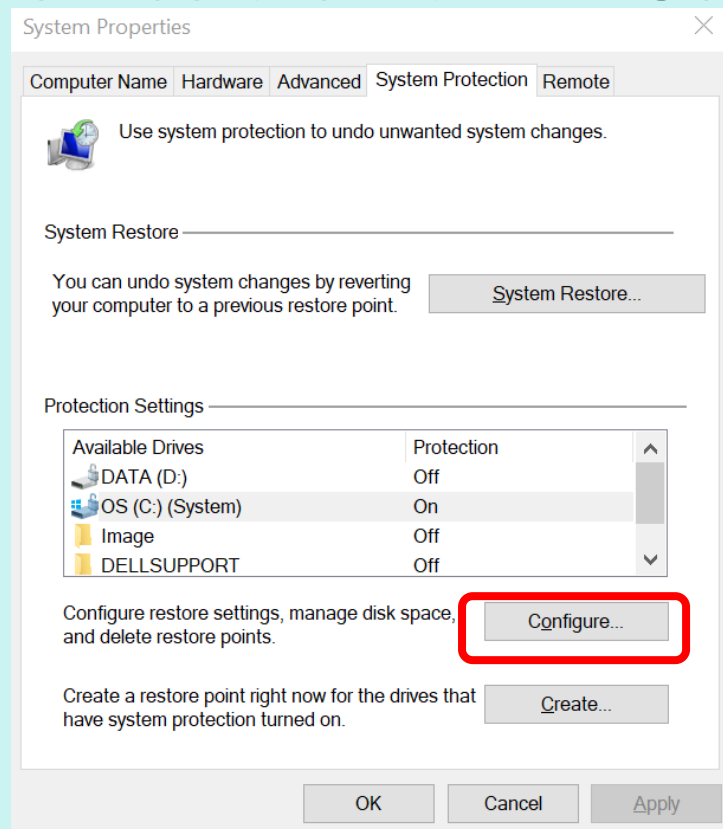 System Properties
Computer Name Hardware Advanced System Protection Remote
Use system protection to undo unwanted system changes.
System Restore
You can undo system changes by reverting
your computer to a previous restore point.
System Restore...
Protection Settings
Available Drives Protection
DATA (D:) Off
OS (C:) (System) On
Image Off
DELLSUPPORT Off
Configure restore settings, manage disk space,
and delete restore points.
Configure...
Create a restore point right now for the drives that
have system protection turned on.
Create...
OK Cancel Apply